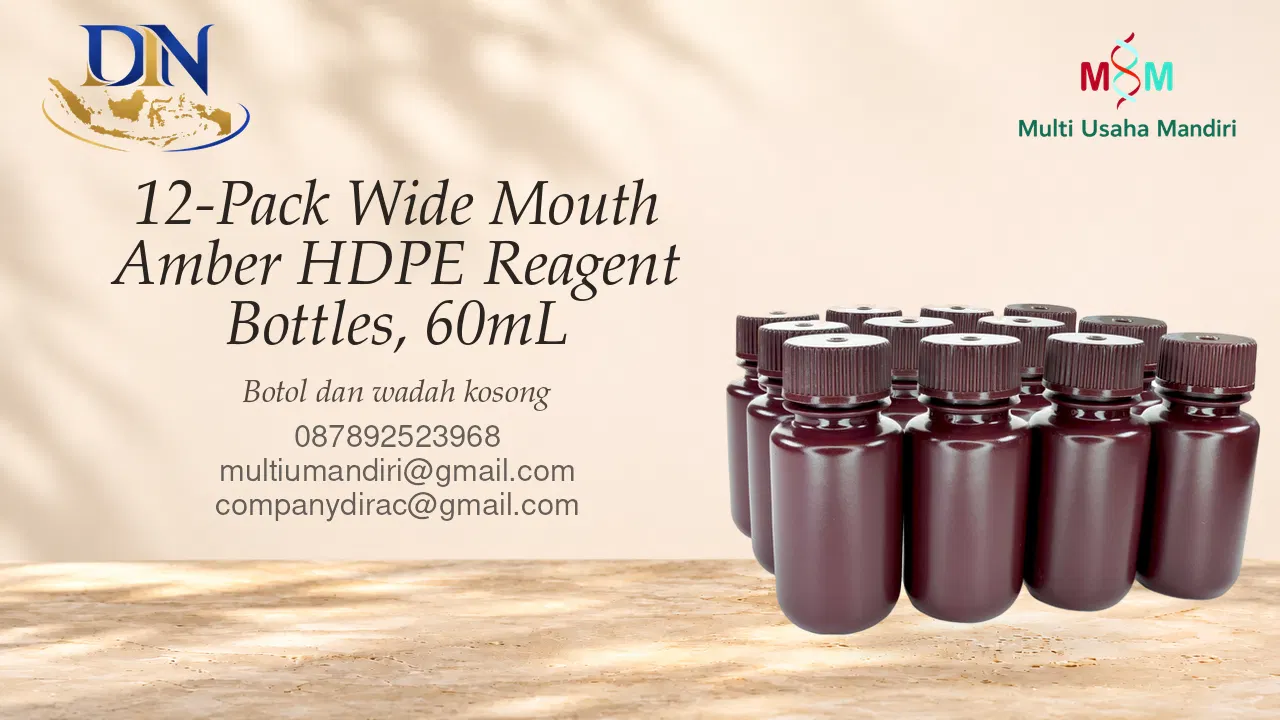 DN
M M
Multi Usaha Mandiri
12-Pack Wide Mouth
Amber HDPE Reagent
Bottles, 60mL
Botol dan wadah kosong
087892523968
multiumandiri@gmail.com
companydirac@gmail.com